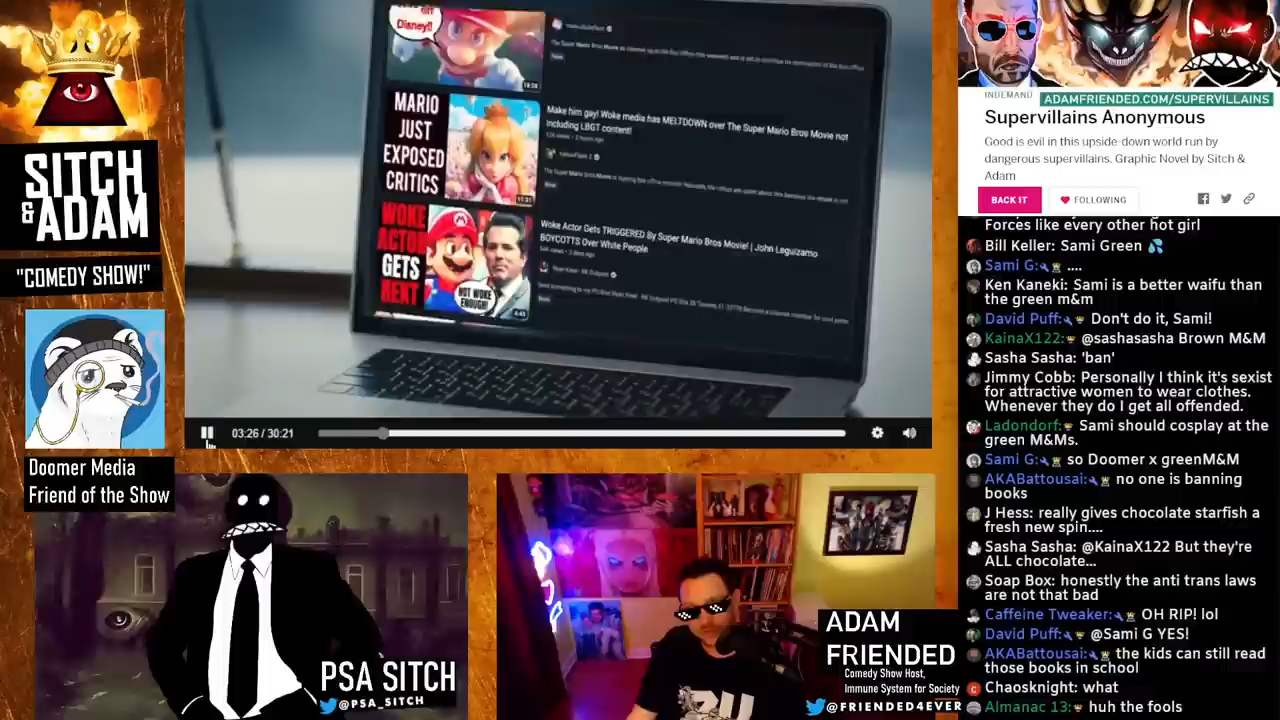 SITCH
& ADAM
"COMEDY SHOW!"
Doomer Media
Friend of the Show
Disney!!
MARIO
JUST
EXPOSED
CRITICS
11:31
WOKE
ACTOR
GETS
NOT WOKE
ENOUGH!
Make him gay! Woke media has MELTDOWN over The Super Mario Bros Movie not
including LBGT content!
Woke Actor Gets TRIGGERED By Super Mario Bros Movie! | John Leguizamo
BOYCOTTS Over White People
03:26 / 30:21
PSA SITCH
@PSA_SITCH
ADAM
FRIENDED
Comedy Show Host,
Immune System for Society
@FRIENDED4EVER
INDEMAND
ADAMFRIENDED.COM/SUPERVILLAINS
Supervillains Anonymous
Good is evil in this upside-down world run by
dangerous supervillains. Graphic Novel by Sitch &
Adam
BACK IT
FOLLOWING
Forces like every other hot girl
Bill Keller: Sami Green 💦
Sami G: ....
Ken Kaneki: Sami is a better waifu than
the green m&m
David Puff: Don't do it, Sami!
KainaX122: @sashasasha Brown M&M
Sasha Sasha: 'ban'
Jimmy Cobb: Personally I think it's sexist
for attractive women to wear clothes.
Whenever they do I get all offended.
Ladondorf: Sami should cosplay at the
green M&Ms.
Sami G: so Doomer x greenM&M
AKABattousai: no one is banning
books
J Hess: really gives chocolate starfish a
fresh new spin....
Sasha Sasha: @KainaX122 But they're
ALL chocolate...
Soap Box: honestly the anti trans laws
are not that bad
Caffeine Tweaker: OH RIP! lol
David Puff: @Sami G YES!
AKABattousai: the kids can still read
those books in school
Chaosknight: what
Almanac 13: huh the fools